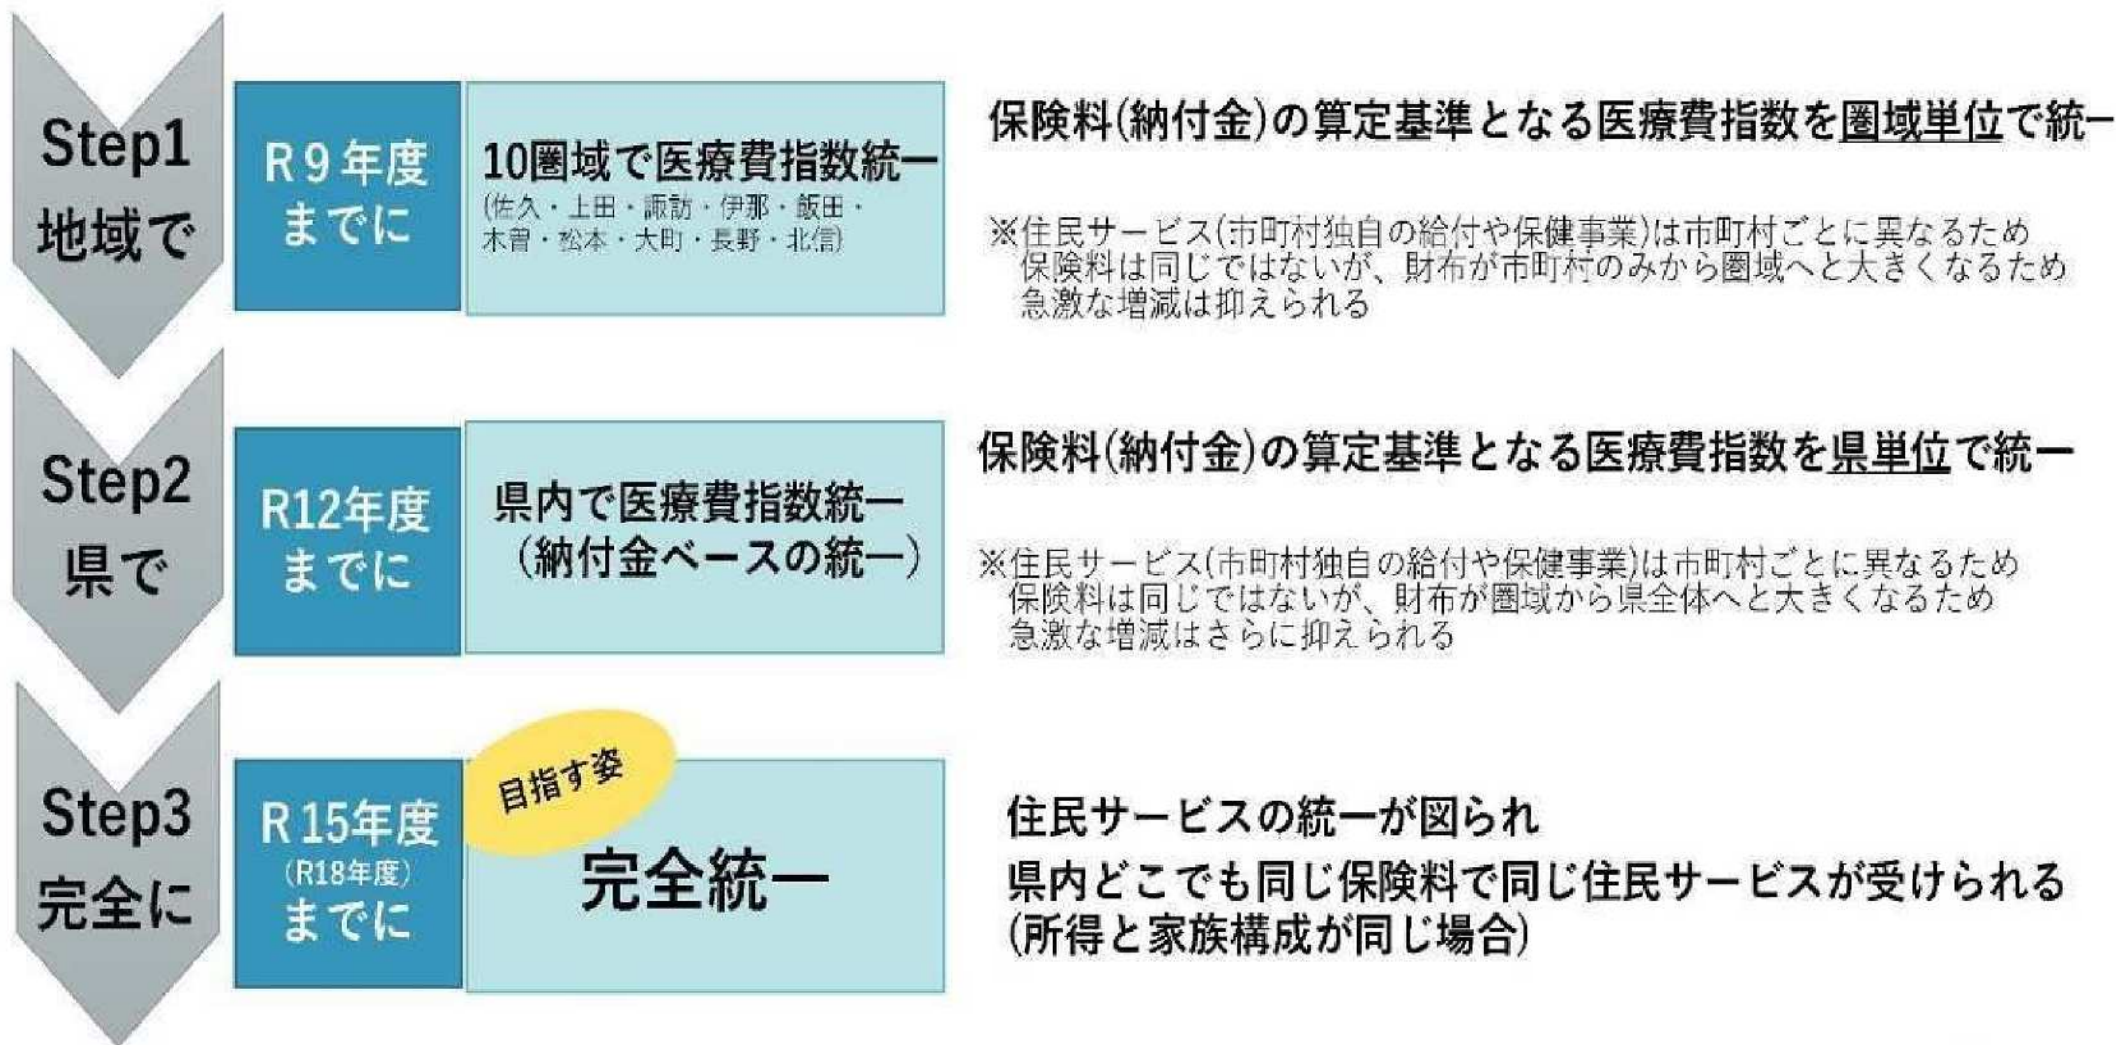 Step1
地域で
R9年度
までに
10圏域で医療費指数統一
(佐久・上田・諏訪・伊那・飯田・
木曽・松本・大町・長野・北信)
保険料(納付金)の算定基準となる医療費指数を圏域単位で統一
※住民サービス(市町村独自の給付や保健事業)は市町村ごとに異なるため
保険料は同じではないが、財布が市町村のみから圏域へと大きくなるため
急激な増減は抑えられる
Step2
県で
R12年度
までに
県内で医療費指数統一
(納付金ベースの統一)
保険料(納付金)の算定基準となる医療費指数を県単位で統一
※住民サービス(市町村独自の給付や保健事業)は市町村ごとに異なるため
保険料は同じではないが、財布が圏域から県全体へと大きくなるため
急激な増減はさらに抑えられる
Step3
完全に
R15年度
(R18年度)
までに
目指す姿
完全統一
住民サービスの統一が図られ
県内どこでも同じ保険料で同じ住民サービスが受けられる
(所得と家族構成が同じ場合)